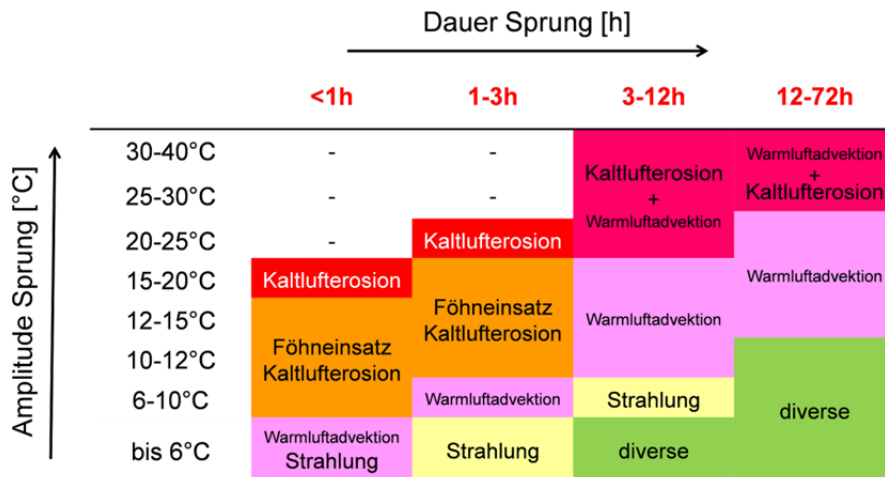 Dauer Sprung [h]
<1h 1-3h 3-12h 12-72h
Amplitude Sprung [°C]
30-40°C - - Kaltlufterosion Warmluftadvektion
25-30°C - - + + Kaltlufterosion
20-25°C - Kaltlufterosion Warmluftadvektion
15-20°C Kaltlufterosion Föhneinsatz Warmluftadvektion
12-15°C Föhneinsatz Kaltlufterosion Warmluftadvektion
10-12°C Kaltlufterosion
6-10°C Warmluftadvektion Strahlung diverse
bis 6°C Warmluftadvektion Strahlung diverse
Strahlung